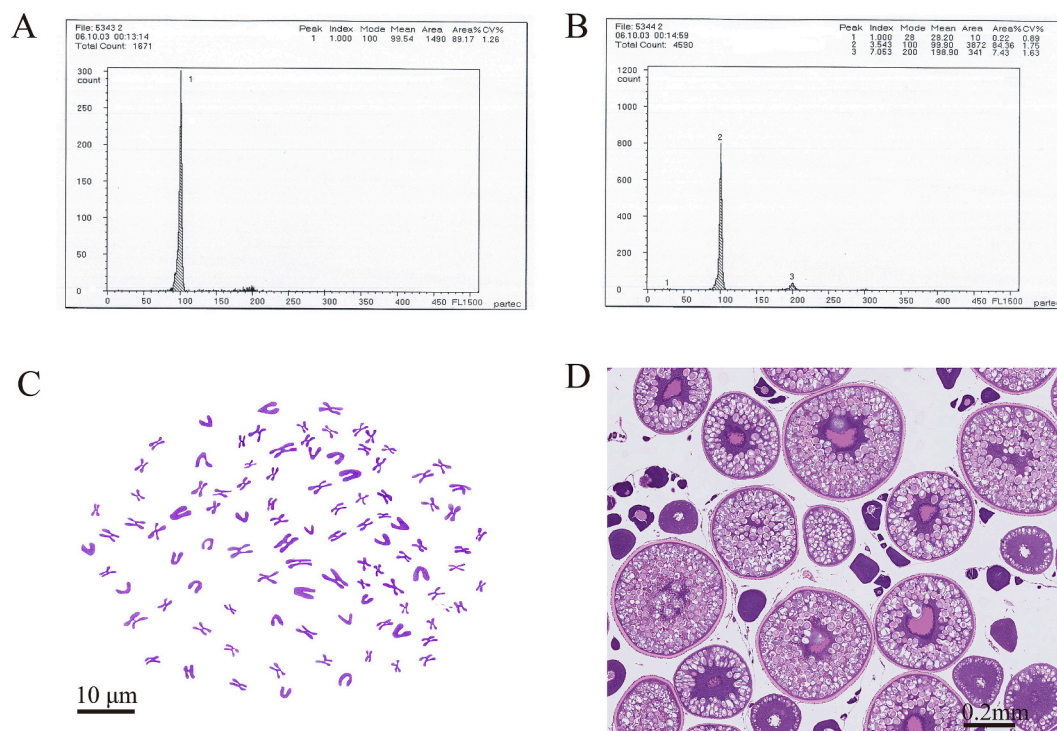 A
File: 5343 2
06.10.03 00:13:14
Total Count: 1671
Peak Index Mode Mean Area Area% CV%
1 1.000 100 99.54 1490 89.17 1.26
300
count
250
200
150
100
50
0
1
50 100 150 200 250 300 350 400 450 FL1500
partec
B
File: 5344 2
06.10.03 00:14:59
Total Count: 4590
Peak Index Mode Mean Area Area% CV%
1 1.000 28 28.20 10 0.22 0.89
2 3.543 100 99.90 3872 84.36 1.75
3 7.053 200 198.90 341 7.43 1.63
1200
count
1000
800
600
400
200
0
1
2
3
50 100 150 200 250 300 350 400 450 FL1500
partec
C
10 μm
D
0.2mm